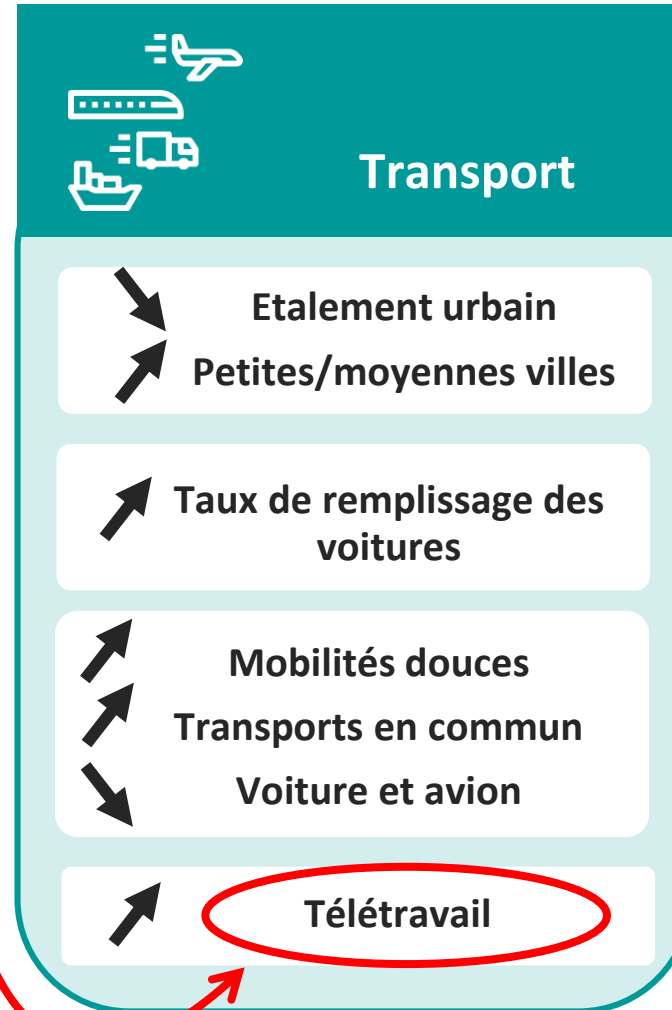 Transport
Etalement urbain
Petites/moyennes villes
Taux de remplissage des
voitures
Mobilités douces
Transports en commun
Voiture et avion
Télétravail